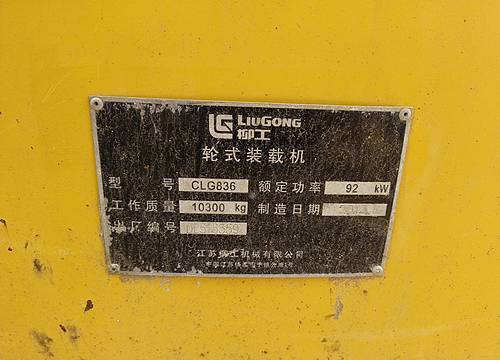 LIUGONG
柳工
轮式装载机
型 号 CLG836 额定功率 92 kW
工作质量 10300 kg 制造日期
出厂编号
江苏柳工机械有限公司